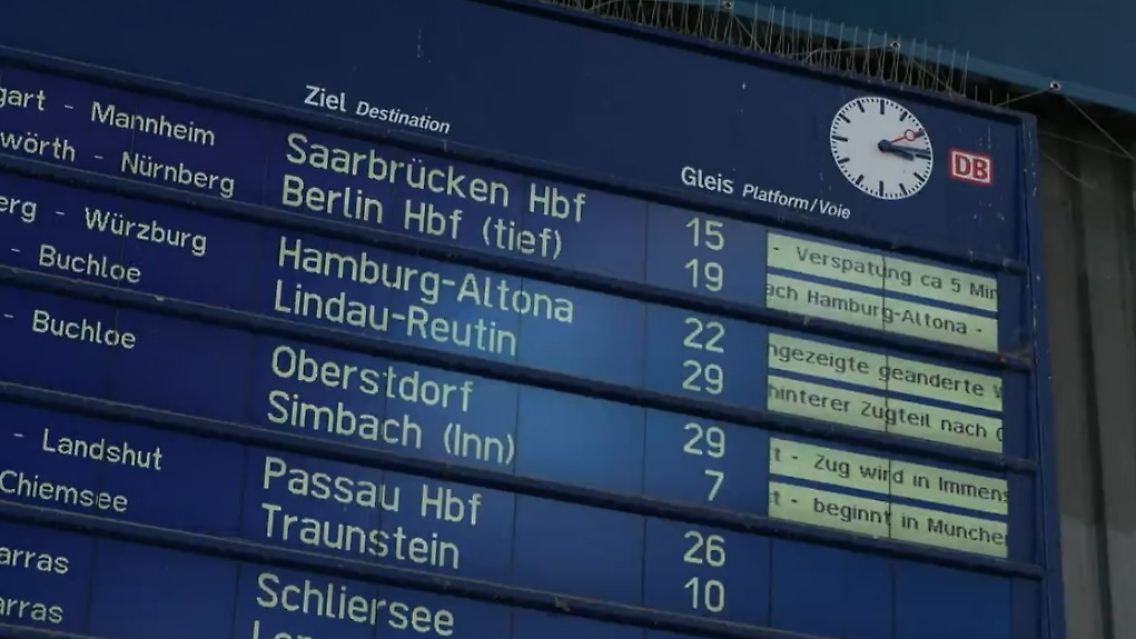 Ziel Destination
Gleis Platform/Voie
DB
gart - Mannheim Saarbrücken Hbf 15 - Verspatung ca 5 Min
wörth - Nürnberg Berlin Hbf (tief) 19 ach Hamburg-Altona -
erg - Würzburg Hamburg-Altona 22 ngezeigte geanderte W
- Buchloe Lindau-Reutin 29 hinterer Zugteil nach
- Buchloe Oberstdorf 29 t - Zug wird in Immens
Simbach (Inn) 7 t - beginnt in Munche
- Landshut Passau Hbf 26
Chiemsee Traunstein 10
arras Schliersee
arras